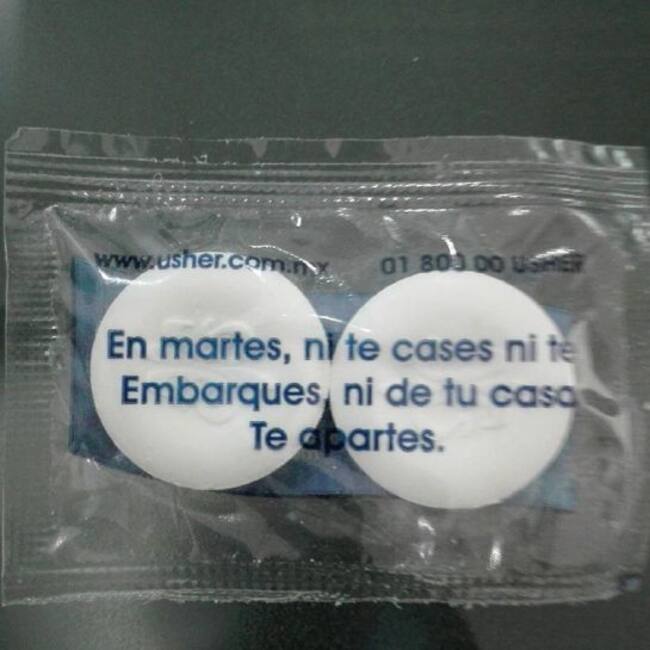 www.usher.com.mx 01 800 00 USHER
En martes, ni te cases ni te
Embarques, ni de tu casa
Te apartes.